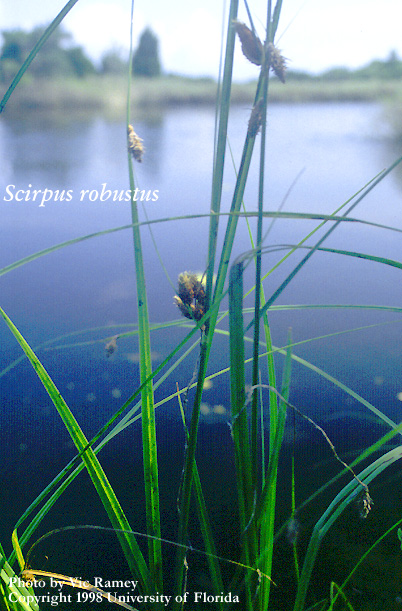 Scirpus robustus
Photo by Vic Ramey
Copyright 1998 University of Florida